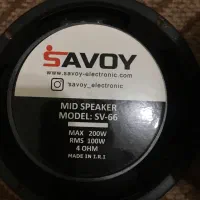 SAVOY
www.savoy-electronic.com
savoy_electronic
MID SPEAKER
MODEL: SV-66
MAX 200W
RMS 100W
4 OHM
MADE IN I.R.I